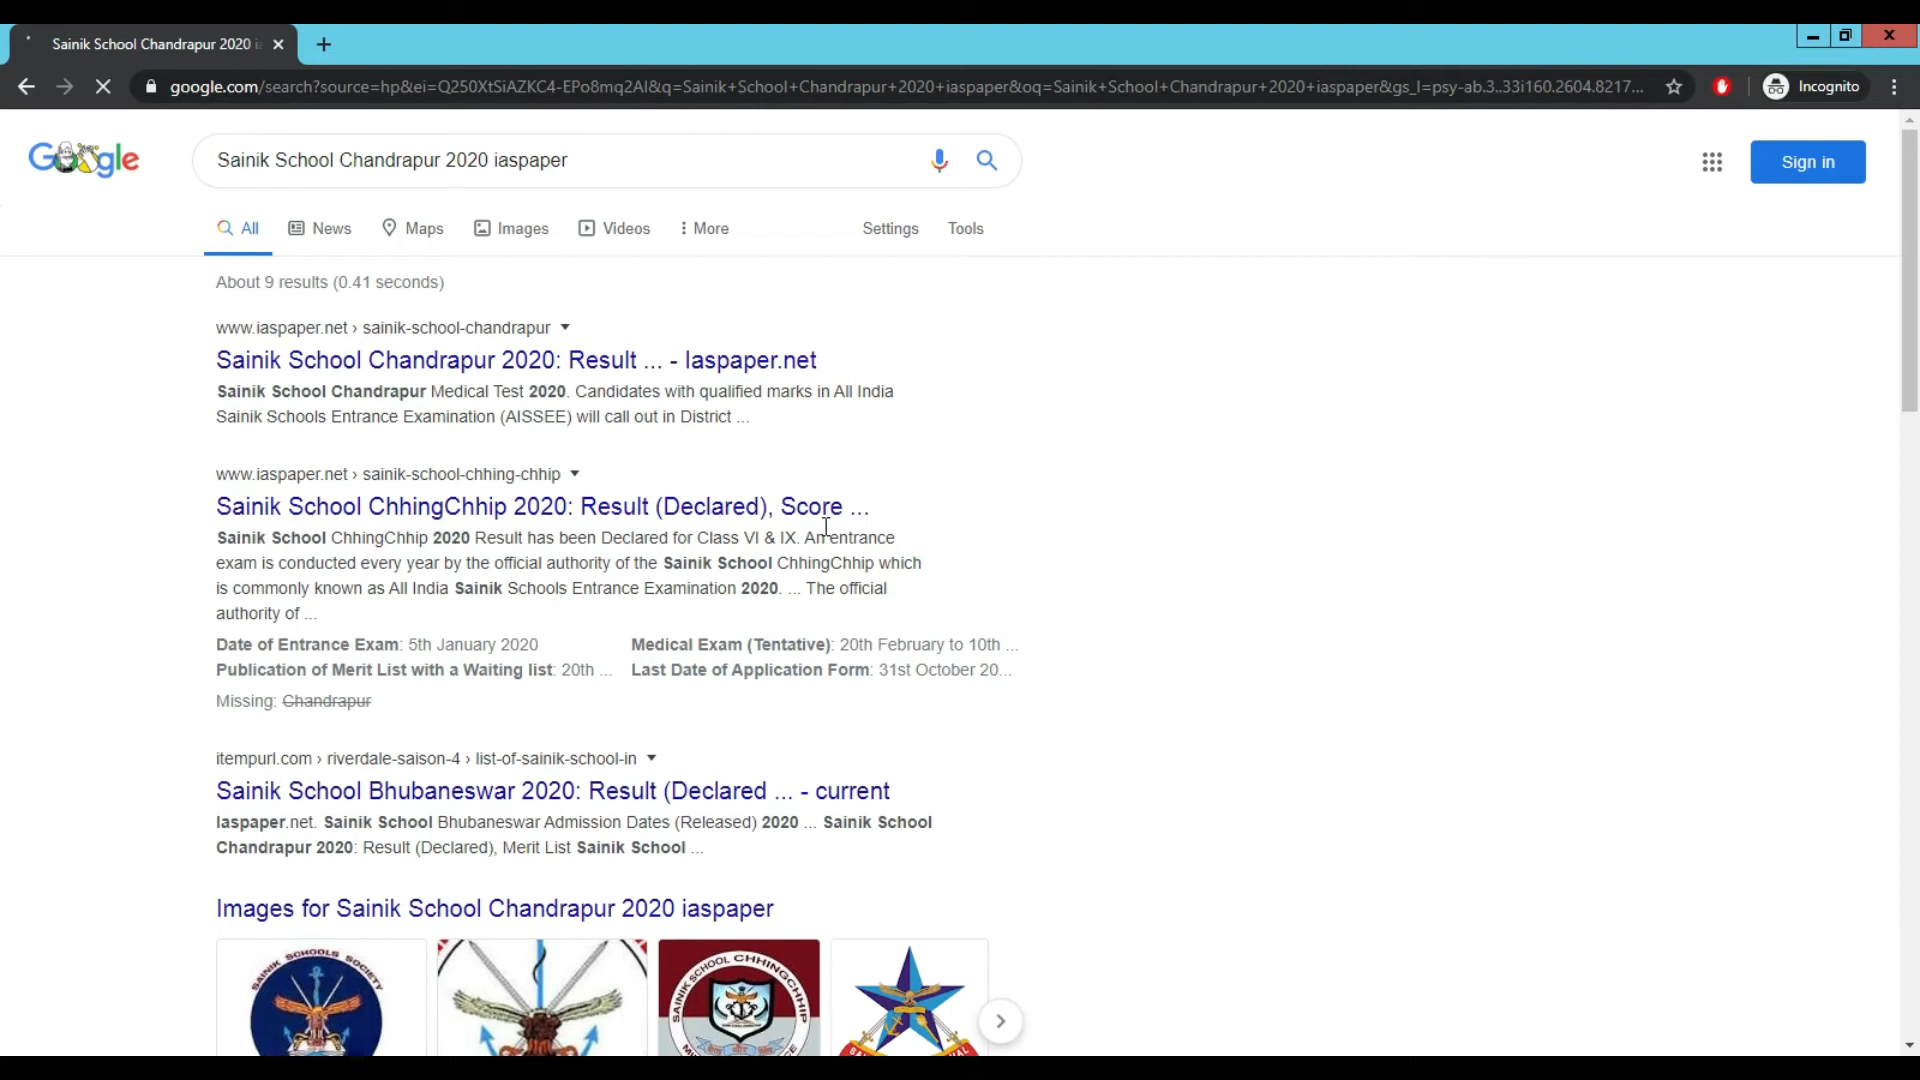 Sainik School Chandrapur 2020 i
google.com/search?source=hp&ei=Q250XtSiAZKC4-EPo8mq2AI&q=Sainik+School+Chandrapur+2020+iaspaper&oq=Sainik+School+Chandrapur+2020+iaspaper&gs_l=psy-ab.3..33i160.2604.8217... Incognito
Google
Sainik School Chandrapur 2020 iaspaper
Sign in
All News Maps Images Videos More Settings Tools
About 9 results (0.41 seconds)
www.iaspaper.net › sainik-school-chandrapur
Sainik School Chandrapur 2020: Result ... - Iaspaper.net
Sainik School Chandrapur Medical Test 2020. Candidates with qualified marks in All India
Sainik Schools Entrance Examination (AISSEE) will call out in District ...
www.iaspaper.net › sainik-school-chhing-chhip
Sainik School ChhingChhip 2020: Result (Declared), Score ...
Sainik School ChhingChhip 2020 Result has been Declared for Class VI & IX. An entrance
exam is conducted every year by the official authority of the Sainik School ChhingChhip which
is commonly known as All India Sainik Schools Entrance Examination 2020. ... The official
authority of ...
Date of Entrance Exam: 5th January 2020 Medical Exam (Tentative): 20th February to 10th ...
Publication of Merit List with a Waiting list: 20th ... Last Date of Application Form: 31st October 20...
Missing: Chandrapur
itempurl.com › riverdale-saison-4 › list-of-sainik-school-in
Sainik School Bhubaneswar 2020: Result (Declared ... - current
Iaspaper.net. Sainik School Bhubaneswar Admission Dates (Released) 2020 ... Sainik School
Chandrapur 2020: Result (Declared), Merit List Sainik School ...
Images for Sainik School Chandrapur 2020 iaspaper
SAINIK SCHOOLS SOCIETY
SAINIK SCHOOL CHHINGCHHIP